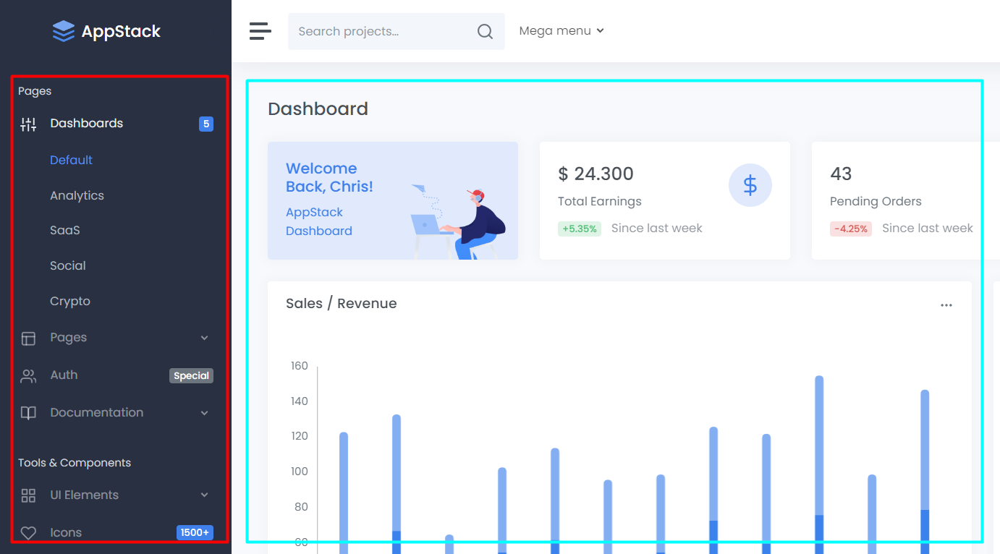 AppStack
Search projects...
Mega menu
Pages
Dashboards 5
Default
Analytics
SaaS
Social
Crypto
Pages
Auth Special
Documentation
Tools & Components
UI Elements
Icons 1500+
Dashboard
Welcome
Back, Chris!
AppStack
Dashboard
$ 24.300
$
Total Earnings
+5.35% Since last week
43
Pending Orders
-4.25% Since last week
Sales / Revenue
160
140
120
100
80
60